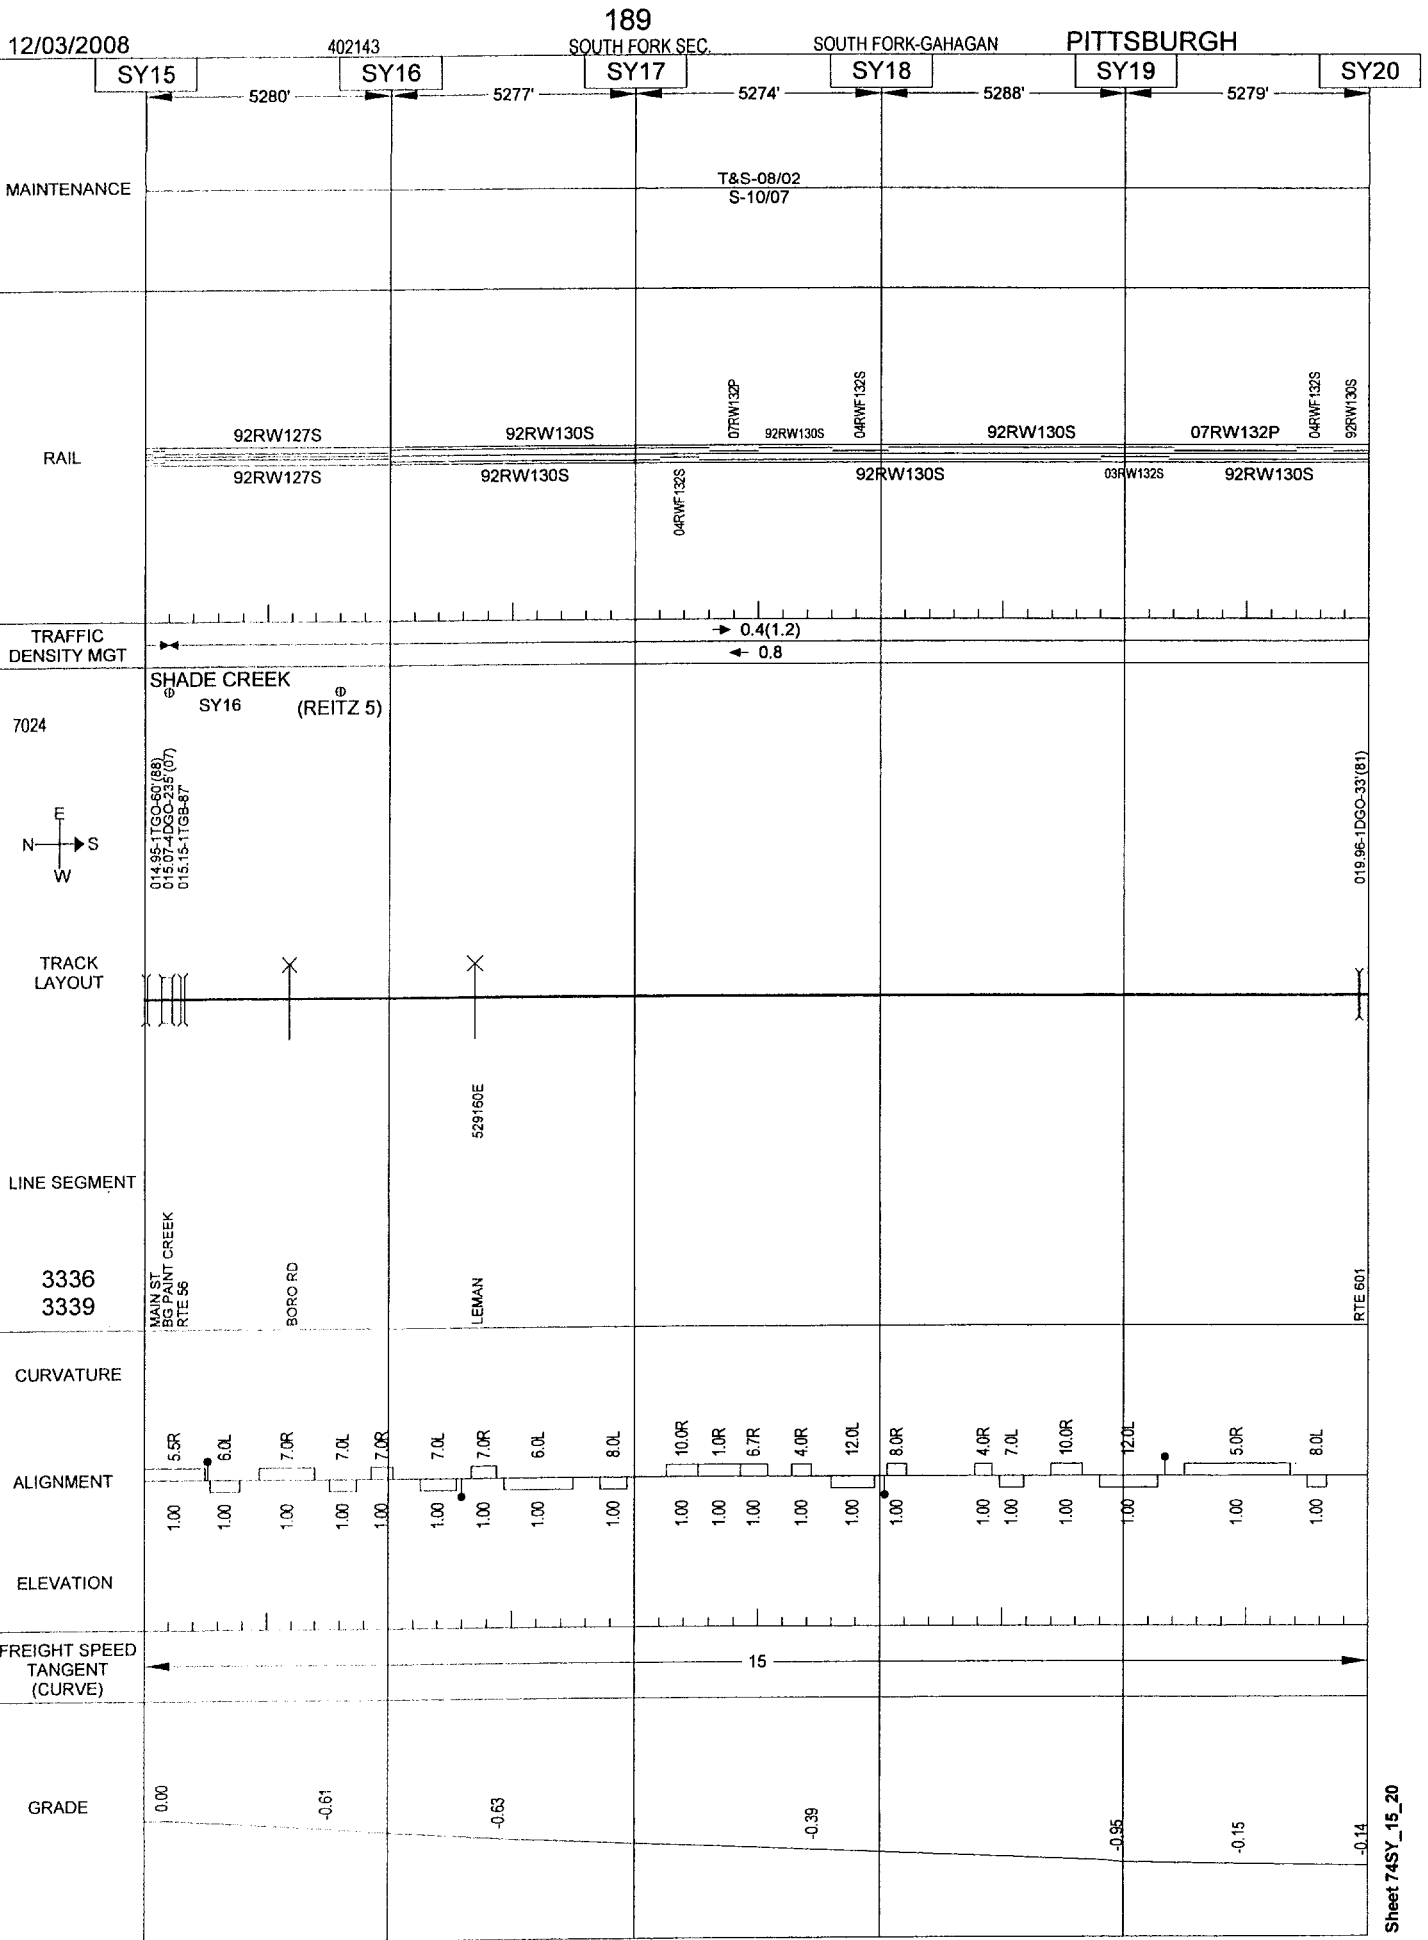 189
12/03/2008 402143 SOUTH FORK SEC. SOUTH FORK-GAHAGAN PITTSBURGH
SY15 SY16 SY17 SY18 SY19 SY20
5280' 5277' 5274' 5288' 5279'
MAINTENANCE
T&S-08/02
S-10/07
07RW132P 04RWF132S 04RWF132S 92RW130S
92RW127S 92RW130S 92RW130S 92RW130S 07RW132P
RAIL
92RW127S 92RW130S 92RW130S 03RW132S 92RW130S
04RWF132S
TRAFFIC
DENSITY MGT
0.4(1.2)
0.8
SHADE CREEK
SY16 (REITZ 5)
7024
014.95-1TGO-60'(88)
015.07-4DGO-235'(07)
015.15-1TGB-87'
019.96-1DGO-33'(81)
E
N S
W
TRACK
LAYOUT
529160E
LINE SEGMENT
3336
3339
MAIN ST
BG PAINT CREEK
RTE 56
BORO RD
LEMAN
RTE 601
CURVATURE
5.5R 6.0L 7.0R 7.0L 7.0R 7.0L 7.0R 6.0L 8.0L 10.0R 1.0R 6.7R 4.0R 12.0L 8.0R 4.0R 7.0L 10.0R 12.0L 5.0R 8.0L
ALIGNMENT
1.00 1.00 1.00 1.00 1.00 1.00 1.00 1.00 1.00 1.00 1.00 1.00 1.00 1.00 1.00 1.00 1.00 1.00 1.00 1.00 1.00
ELEVATION
FREIGHT SPEED
TANGENT
(CURVE)
15
GRADE
0.00 -0.61 -0.63 -0.39 -0.95 -0.15 -0.14
Sheet 74SY_15_20